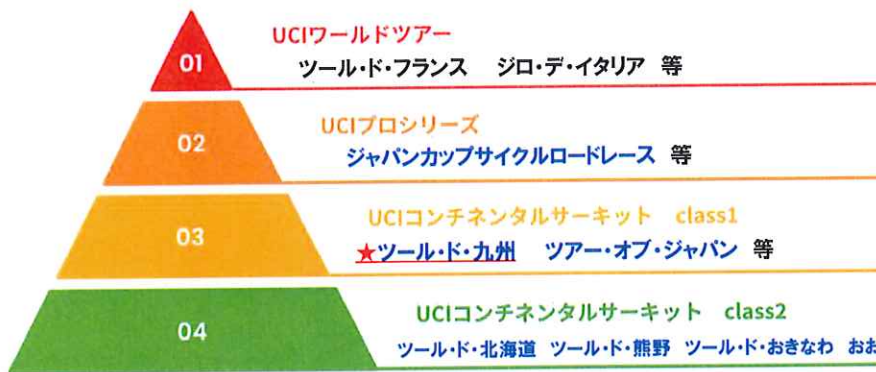 01
UCIワールドツアー
ツール・ド・フランス ジロ・デ・イタリア 等
02
UCIプロシリーズ
ジャパンカップサイクルロードレース 等
03
UCIコンチネンタルサーキット class1
★ツール・ド・九州 ツアー・オブ・ジャパン 等
04
UCIコンチネンタルサーキット class2
ツール・ド・北海道 ツール・ド・熊野 ツール・ド・おきなわ おお